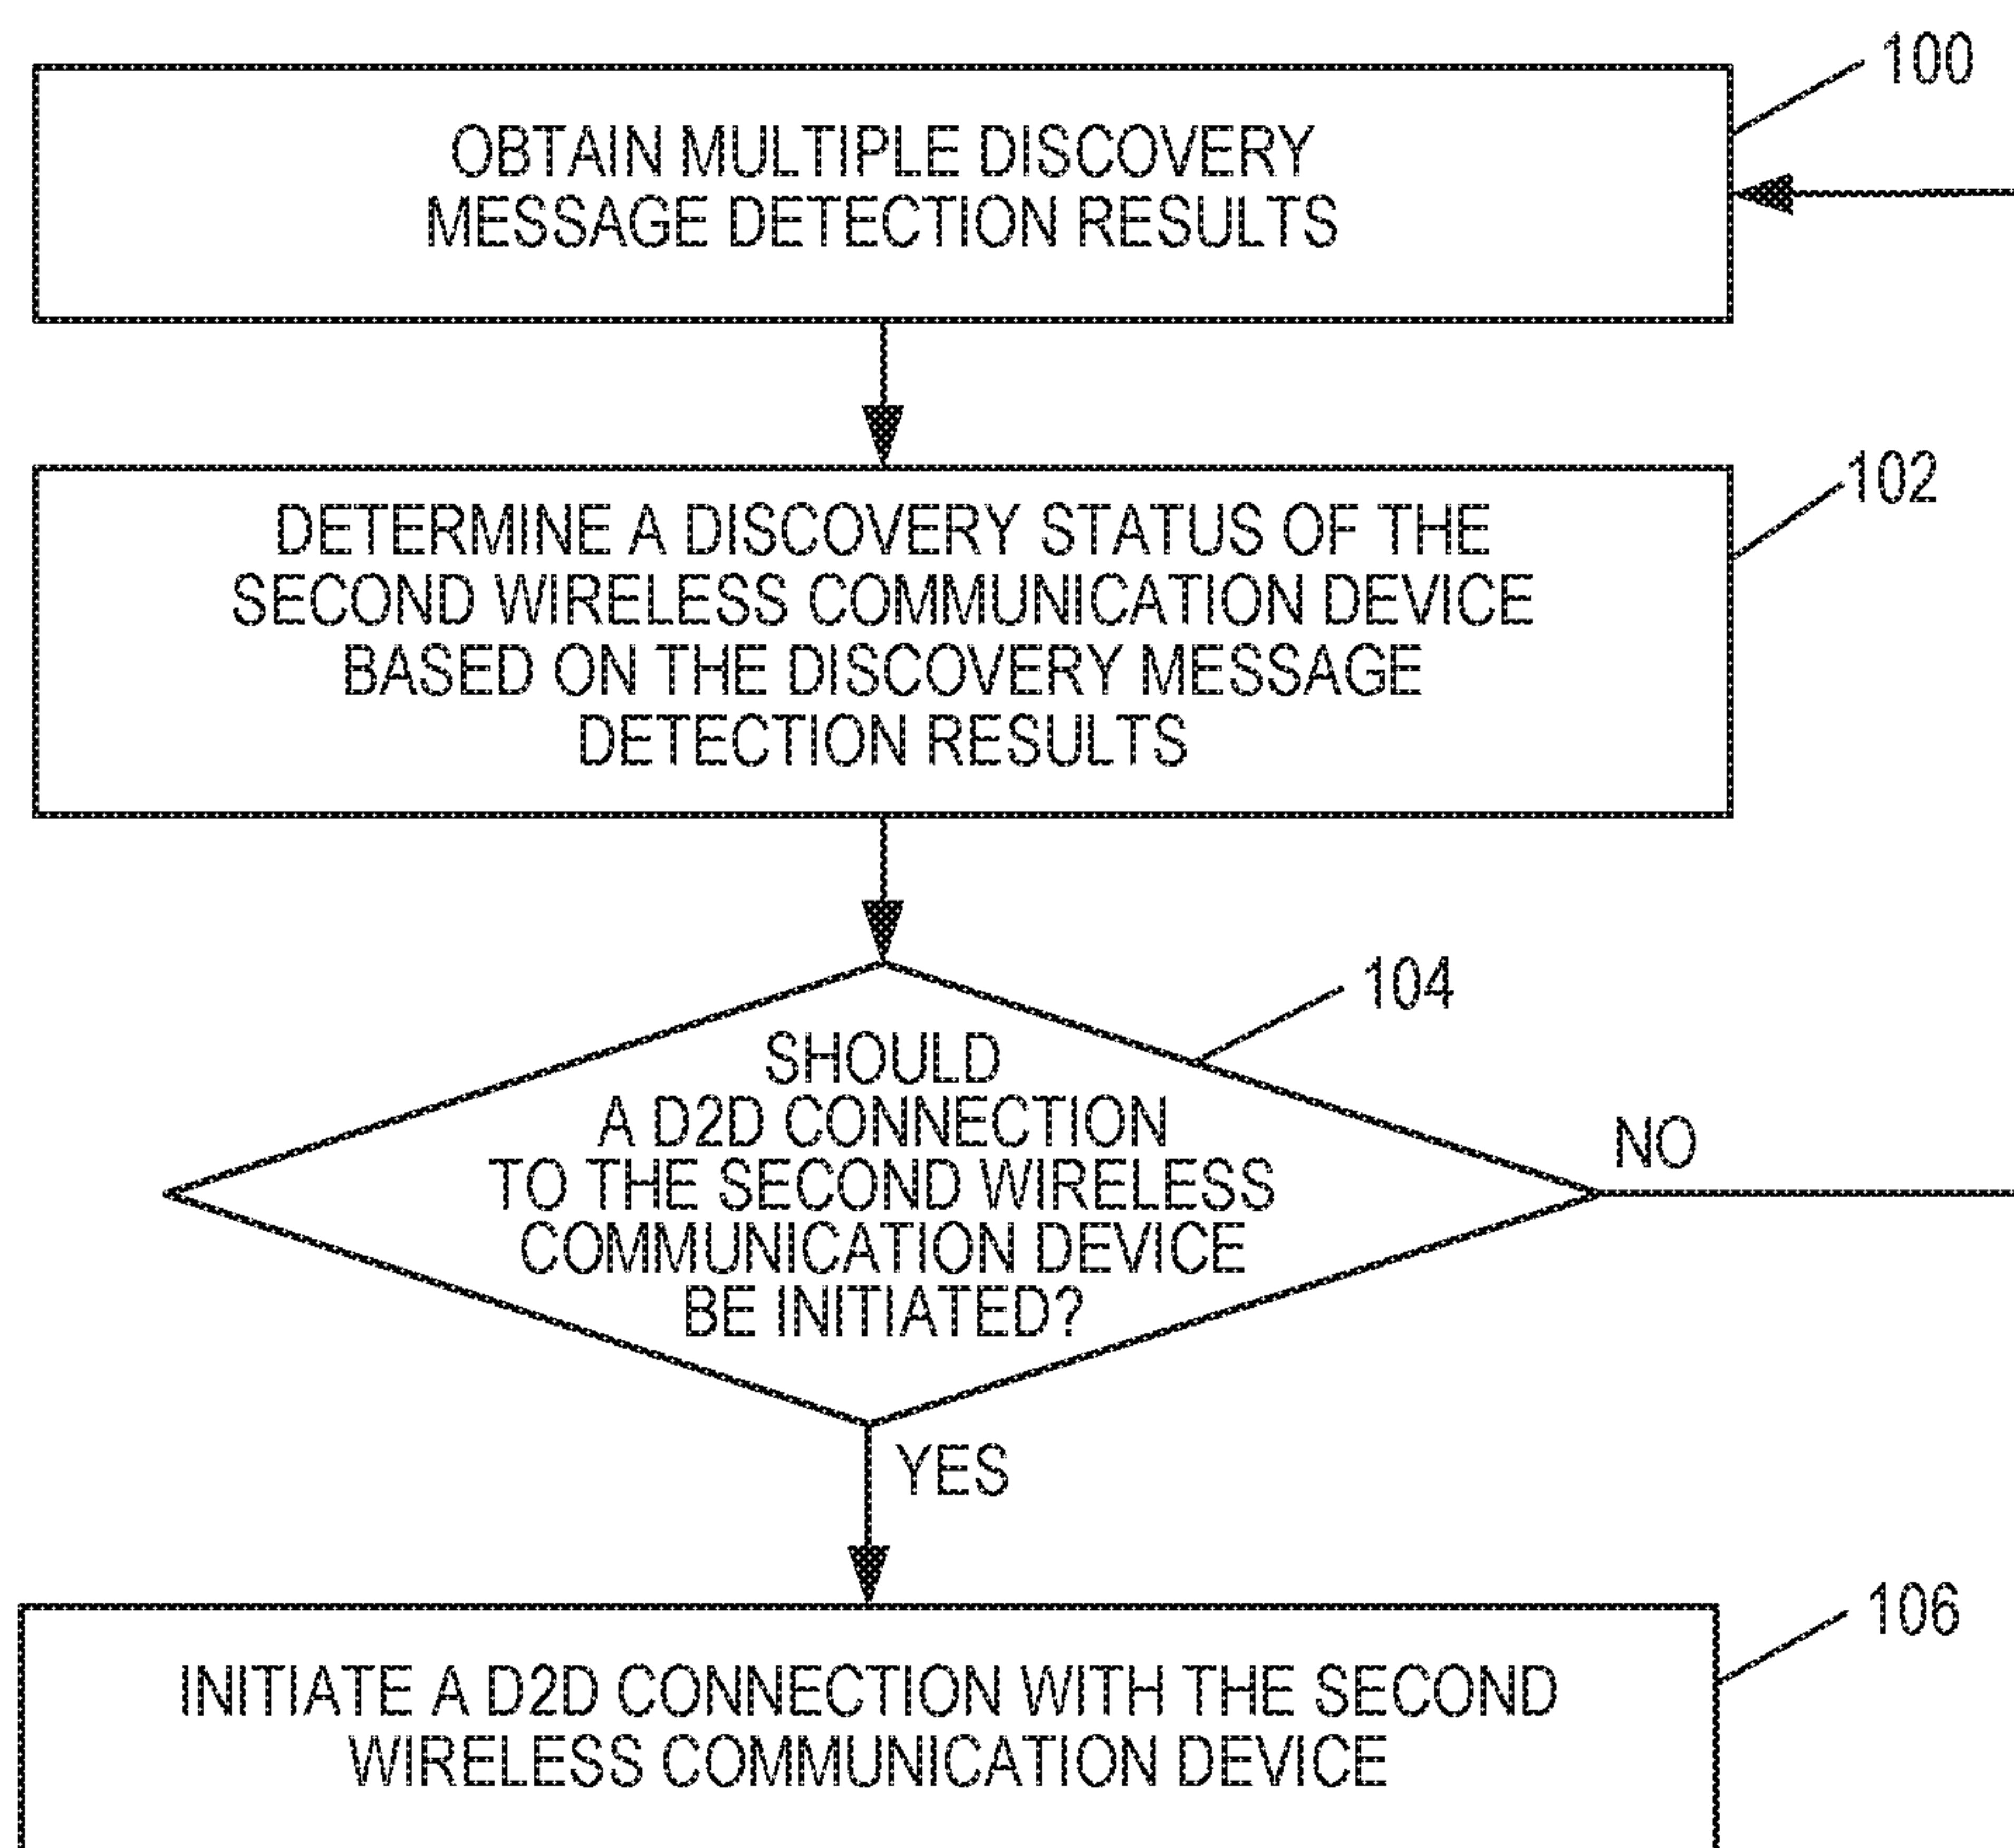 100
OBTAIN MULTIPLE DISCOVERY
MESSAGE DETECTION RESULTS
102
DETERMINE A DISCOVERY STATUS OF THE
SECOND WIRELESS COMMUNICATION DEVICE
BASED ON THE DISCOVERY MESSAGE
DETECTION RESULTS
104
SHOULD
A D2D CONNECTION
TO THE SECOND WIRELESS
COMMUNICATION DEVICE
BE INITIATED?
NO
YES
106
INITIATE A D2D CONNECTION WITH THE SECOND
WIRELESS COMMUNICATION DEVICE